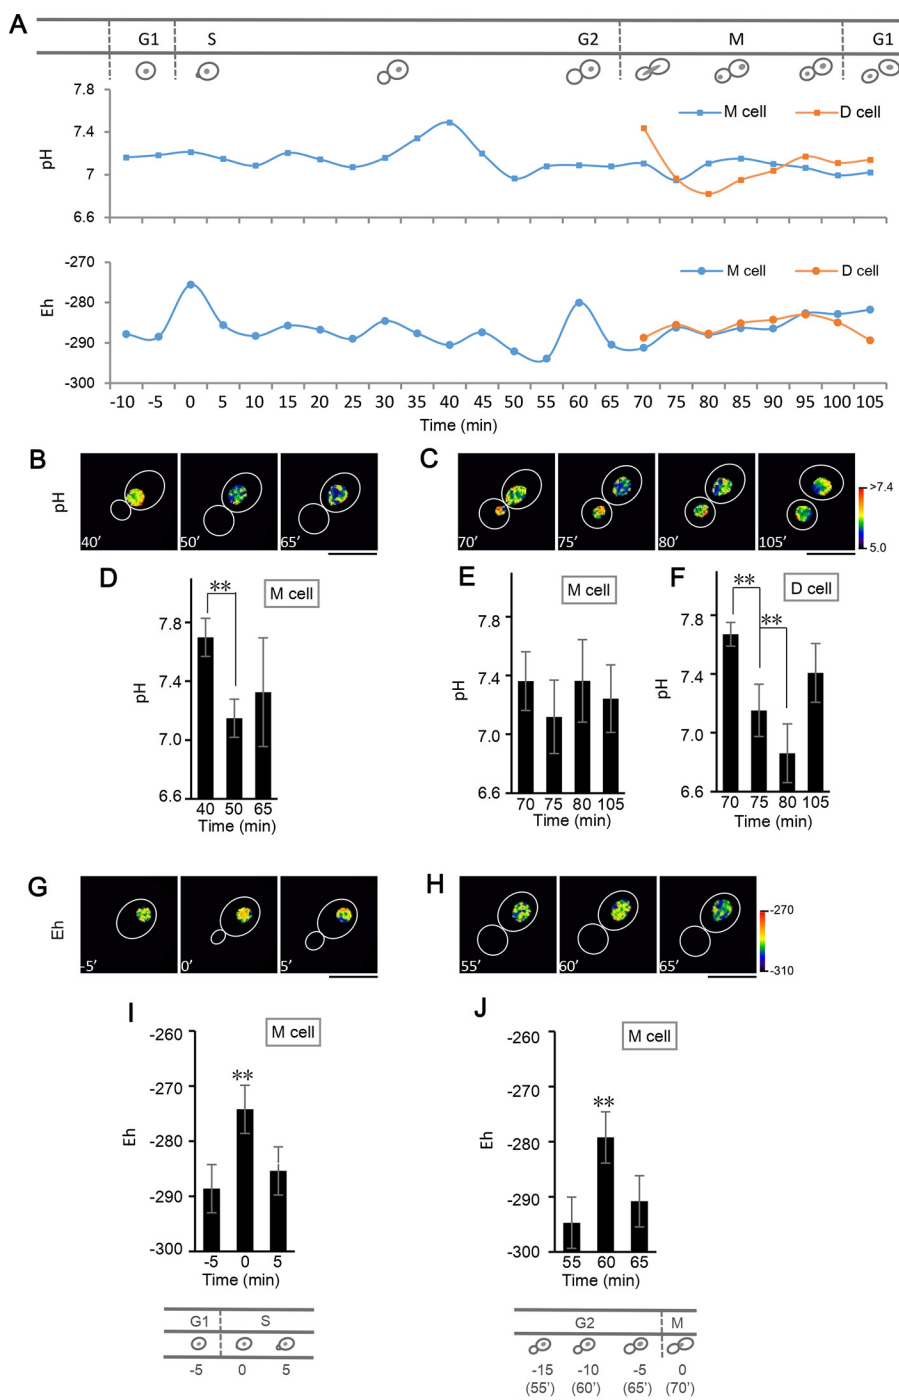 A
G1 S G2 M G1
7.8
7.4
7
6.6
pH
M cell D cell
-270
-280
-290
-300
Eh
M cell D cell
-10 -5 0 5 10 15 20 25 30 35 40 45 50 55 60 65 70 75 80 85 90 95 100 105
Time (min)
B
pH
40’ 50’ 65’
C
70’ 75’ 80’ 105’
>7.4
5.0
D
**
M cell
7.8
7.4
7.0
6.6
pH
40 50 65
Time (min)
E
M cell
7.8
7.4
7.0
6.6
pH
70 75 80 105
Time (min)
F
**
**
D cell
7.8
7.4
7.0
6.6
pH
70 75 80 105
Time (min)
G
Eh
-5’ 0’ 5’
H
55’ 60’ 65’
-270
-310
I
M cell
**
-260
-270
-280
-290
-300
Eh
-5 0 5
Time (min)
G1 S
-5 0 5
J
M cell
**
-260
-270
-280
-290
-300
Eh
55 60 65
Time (min)
G2 M
-15 -10 -5 0
(55’) (60’) (65’) (70’)